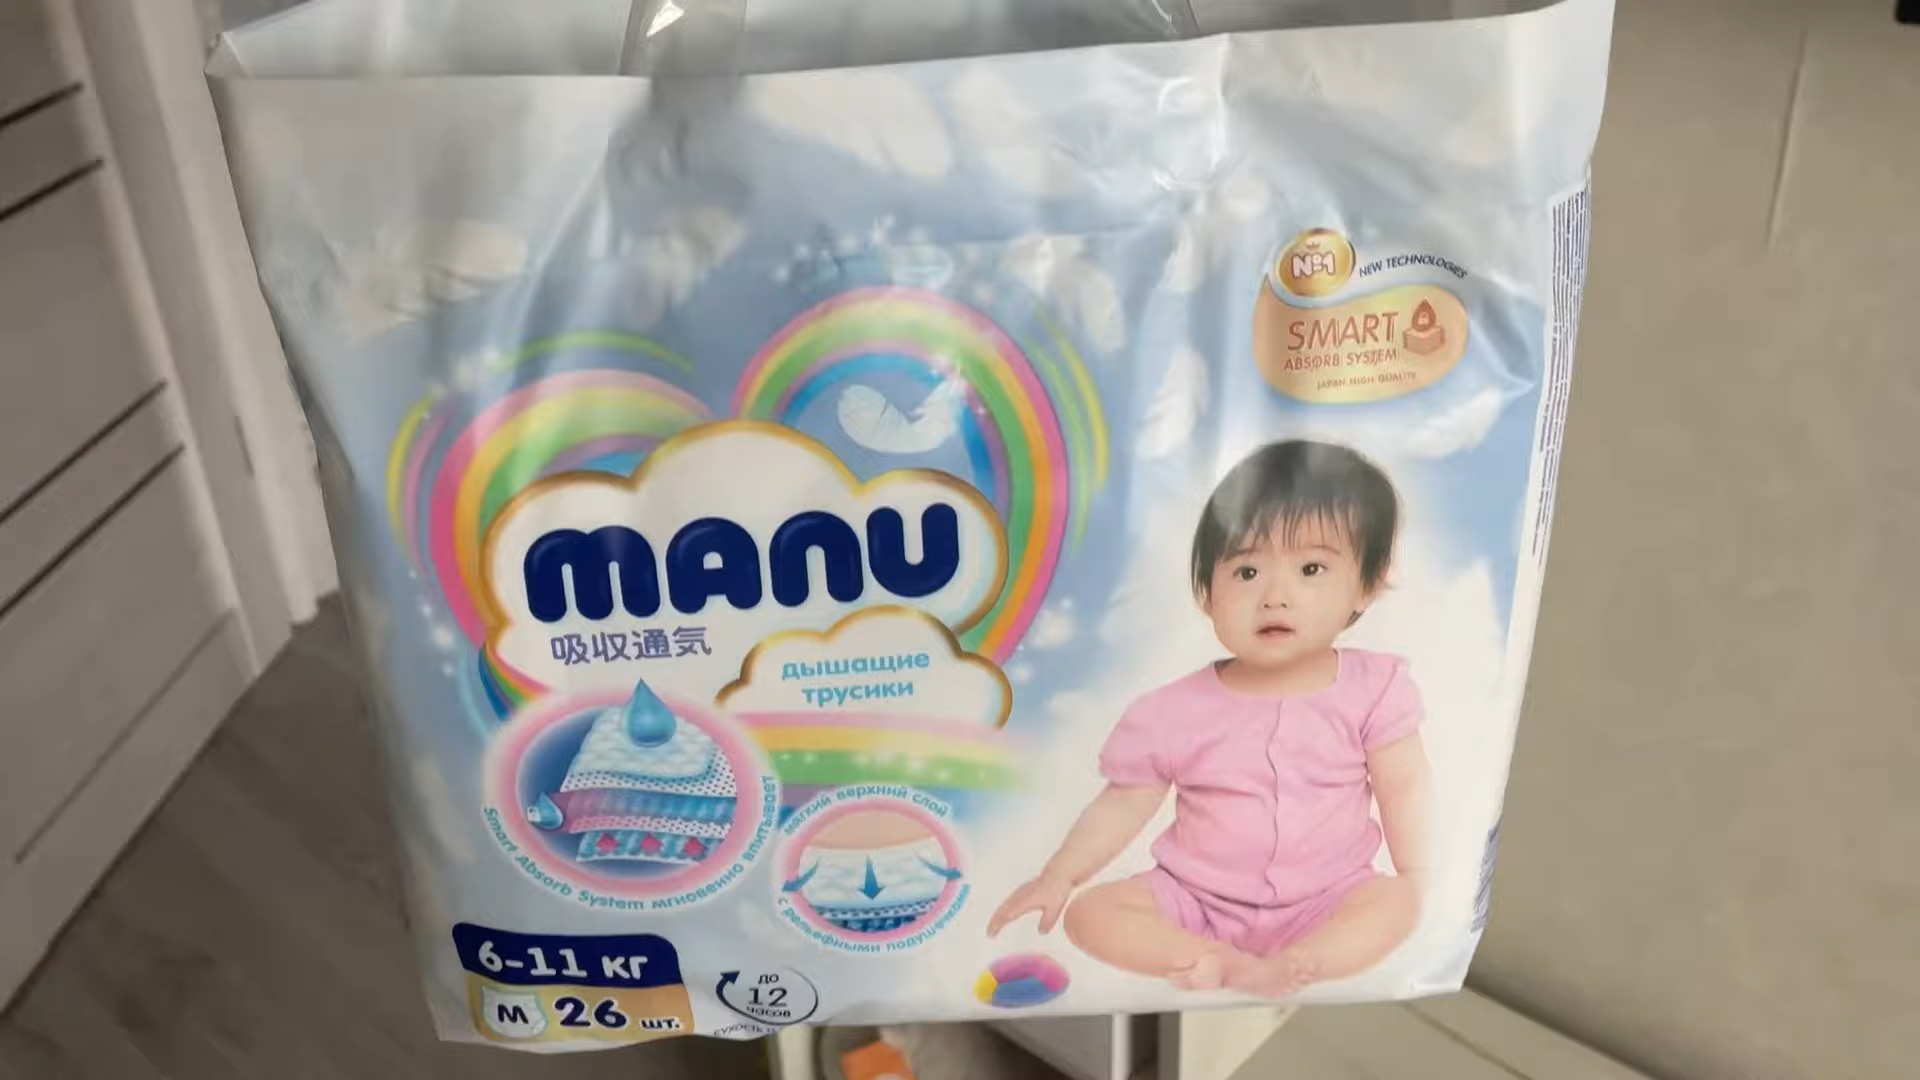 №1
NEW TECHNOLOGIES
SMART
ABSORB SYSTEM
JAPAN HIGH QUALITY
manu
吸収通気
дышащие
трусики
Smart Absorb System мгновенно впитывает
мягкий верхний слой
с рельефными подушечками
6-11 кг
M 26 шт.
до
12
часов